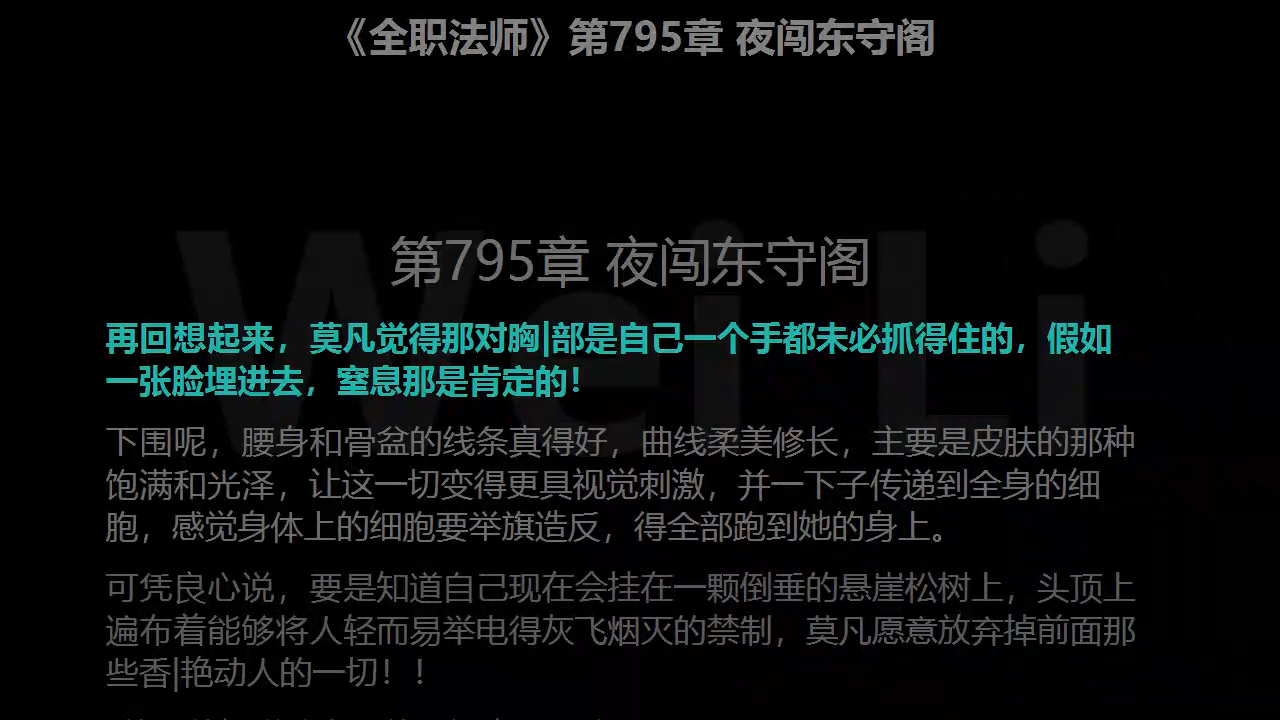 《全职法师》第795章 夜闯东守阁
Wei Li
第795章 夜闯东守阁
再回想起来，莫凡觉得那对胸|部是自己一个手都未必抓得住的，假如
一张脸埋进去，窒息那是肯定的！
下围呢，腰身和骨盆的线条真得好，曲线柔美修长，主要是皮肤的那种
饱满和光泽，让这一切变得更具视觉刺激，并一下子传递到全身的细
胞，感觉身体上的细胞要举旗造反，得全部跑到她的身上。
可凭良心说，要是知道自己现在会挂在一颗倒垂的悬崖松树上，头顶上
遍布着能够将人轻而易举电得灰飞烟灭的禁制，莫凡愿意放弃掉前面那
些香|艳动人的一切！！